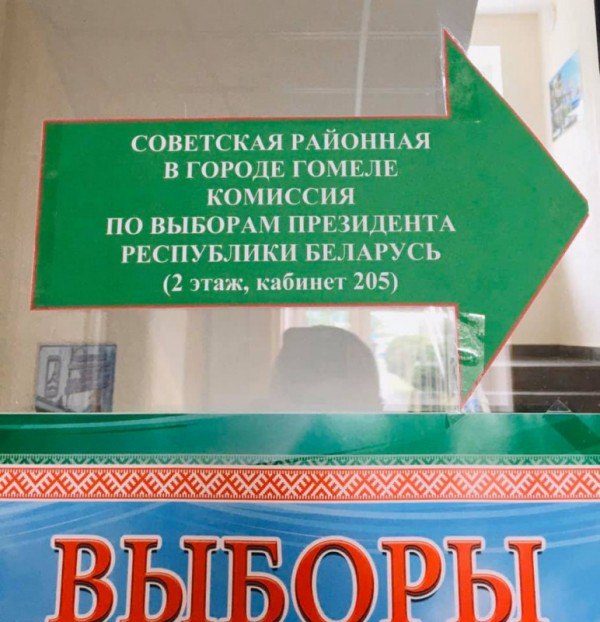 СОВЕТСКАЯ РАЙОННАЯ
В ГОРОДЕ ГОМЕЛЕ
КОМИССИЯ
ПО ВЫБОРАМ ПРЕЗИДЕНТА
РЕСПУБЛИКИ БЕЛАРУСЬ
(2 этаж, кабинет 205)
ВЫБОРЫ